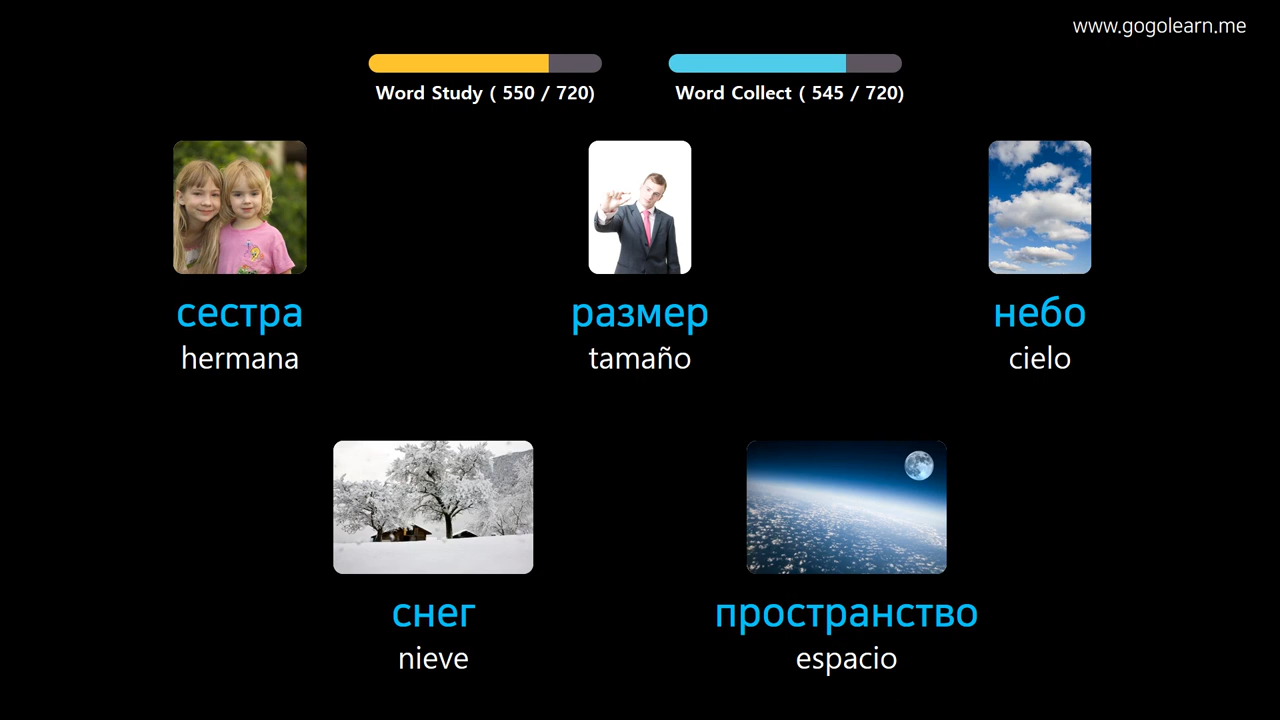 www.gogolearn.me
Word Study ( 550 / 720)
Word Collect ( 545 / 720)
сестра
hermana
размер
tamaño
небо
cielo
снег
nieve
пространство
espacio